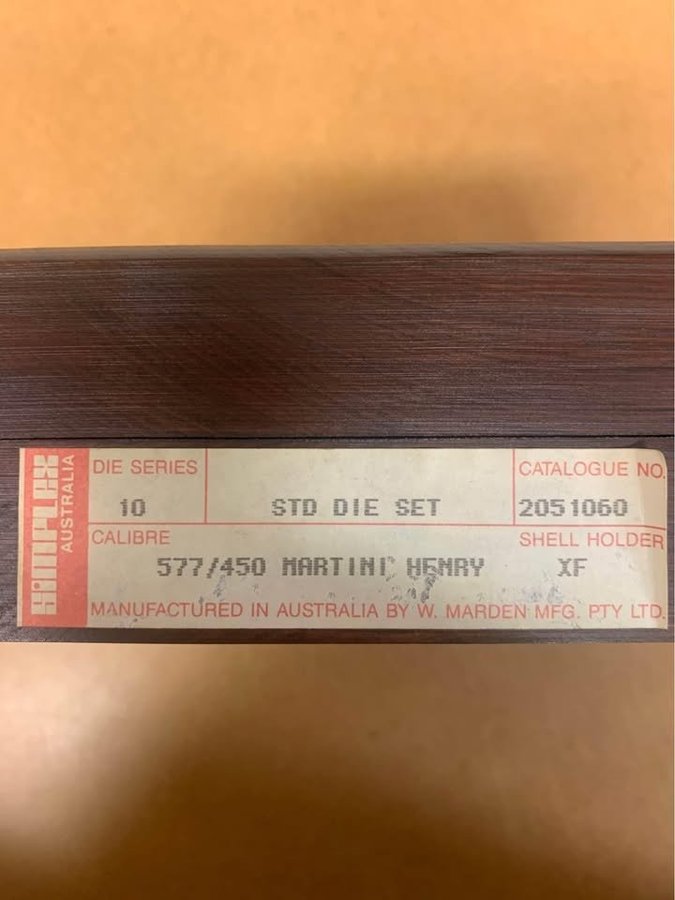 SIMPLEX
AUSTRALIA
DIE SERIES
10
STD DIE SET
CATALOGUE NO.
2051060
CALIBRE
577/450 MARTINI HENRY
SHELL HOLDER
XF
MANUFACTURED IN AUSTRALIA BY W. MARDEN MFG. PTY LTD.